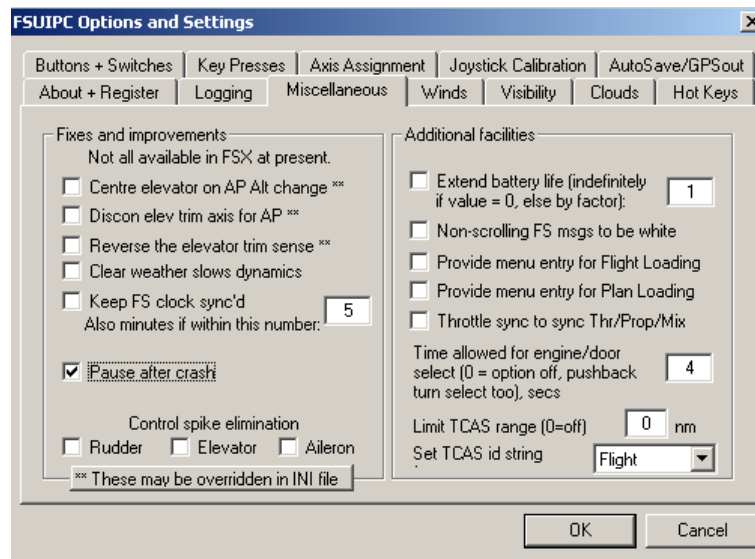 FSUIPC Options and Settings
Buttons + Switches
Key Presses
Axis Assignment
Joystick Calibration
AutoSave/GPSout
About + Register
Logging
Miscellaneous
Winds
Visibility
Clouds
Hot Keys
Fixes and improvements
Not all available in FSX at present.
Centre elevator on AP Alt change **
Discon elev trim axis for AP **
Reverse the elevator trim sense **
Clear weather slows dynamics
Keep FS clock sync'd
Also minutes if within this number:
5
Pause after crash
Control spike elimination
Rudder
Elevator
Aileron
** These may be overridden in INI file
Additional facilities
Extend battery life (indefinitely
if value = 0, else by factor):
1
Non-scrolling FS msgs to be white
Provide menu entry for Flight Loading
Provide menu entry for Plan Loading
Throttle sync to sync Thr/Prop/Mix
Time allowed for engine/door
select (0 = option off, pushback
turn select too), secs
4
Limit TCAS range (0=off)
0
nm
Set TCAS id string
Flight
OK
Cancel